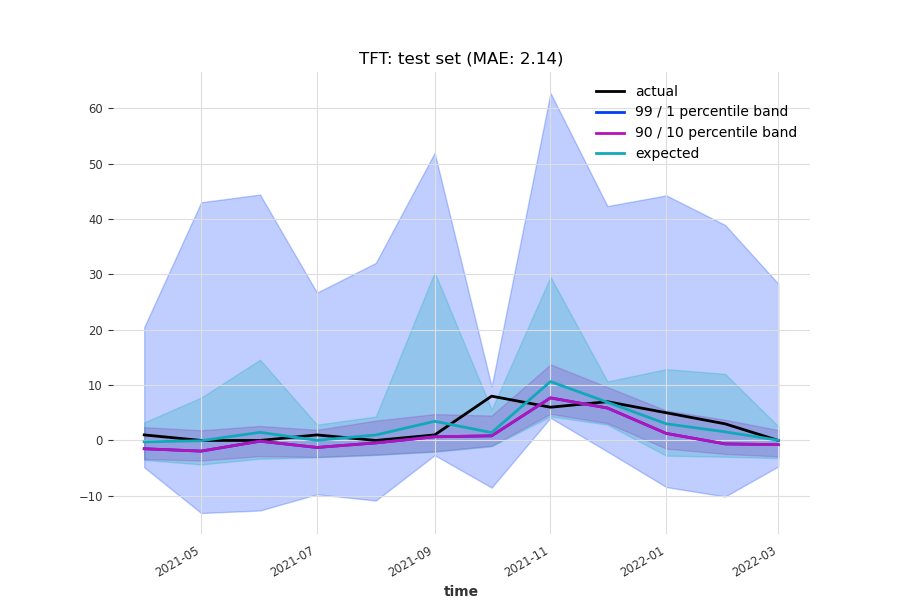 TFT: test set (MAE: 2.14)
actual
99 / 1 percentile band
90 / 10 percentile band
expected
60
50
40
30
20
10
0
−10
2021-05
2021-07
2021-09
2021-11
2022-01
2022-03
time